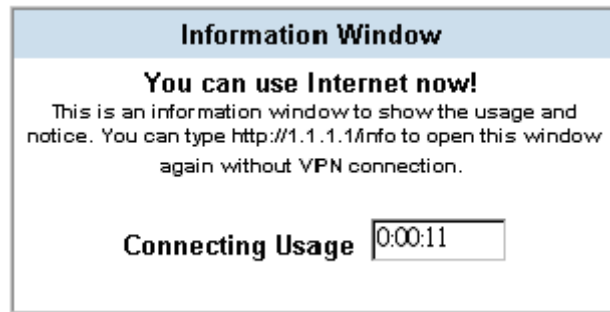 Information Window
You can use Internet now!
This is an information window to show the usage and
notice. You can type http://1.1.1.1/info to open this window
again without VPN connection.
Connecting Usage 0:00:11